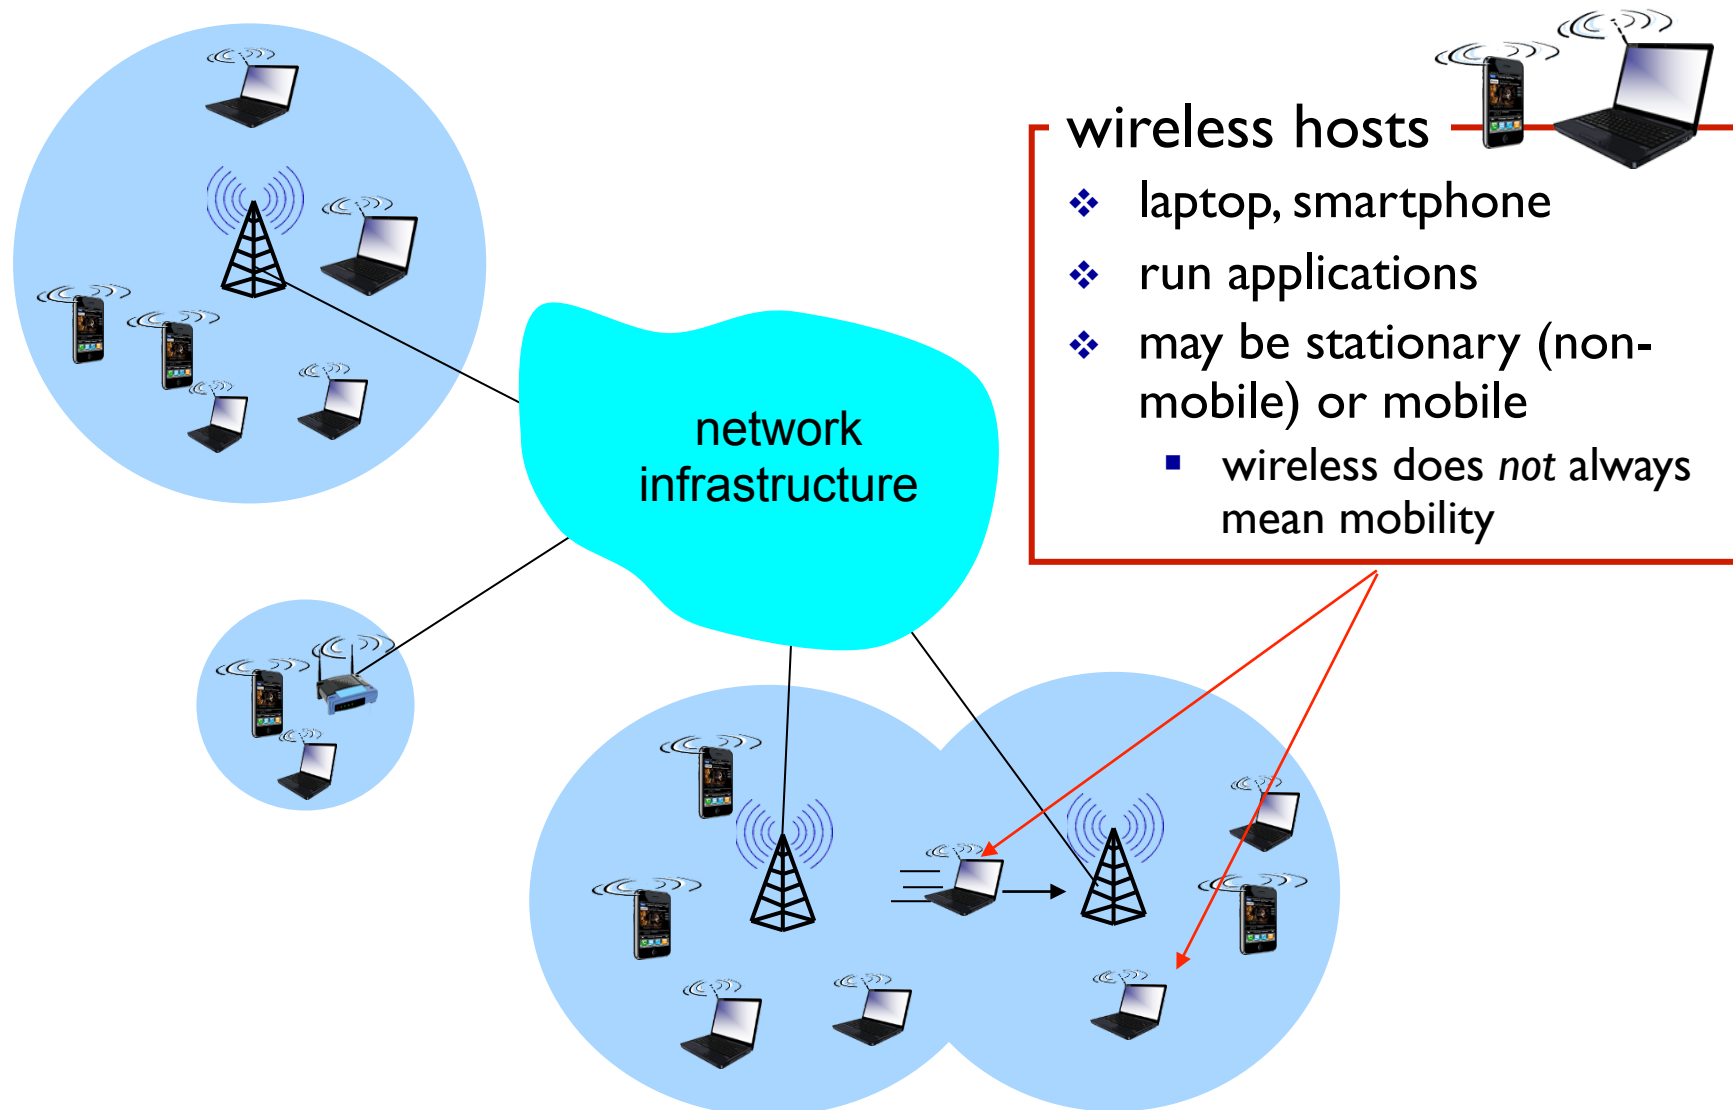 wireless hosts
❖ laptop, smartphone
❖ run applications
❖ may be stationary (non-
mobile) or mobile
▪ wireless does not always
mean mobility
network
infrastructure